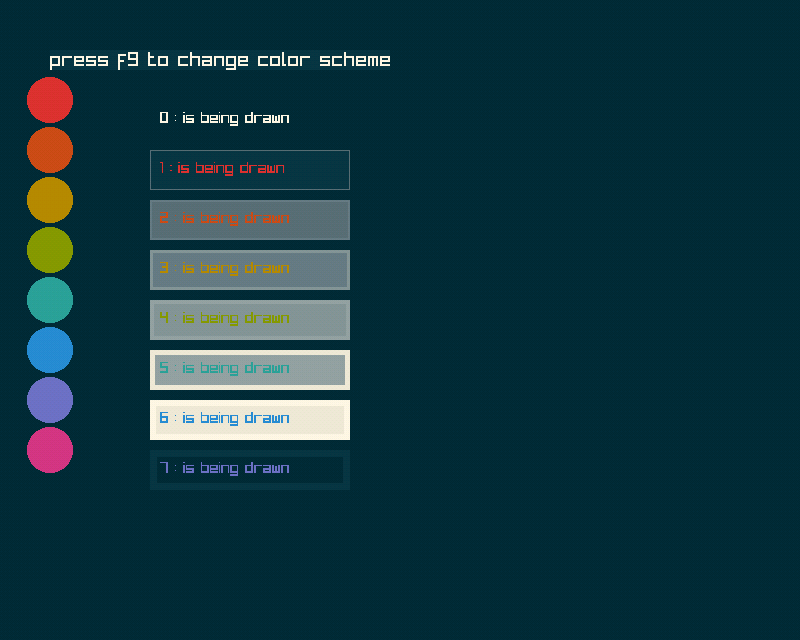 press f9 to change color scheme
0 : is being drawn
1 : is being drawn
2 is being drawn
3 : is being drawn
4 is being drawn
5 : is being drawn
6 : is being drawn
7 : is being drawn